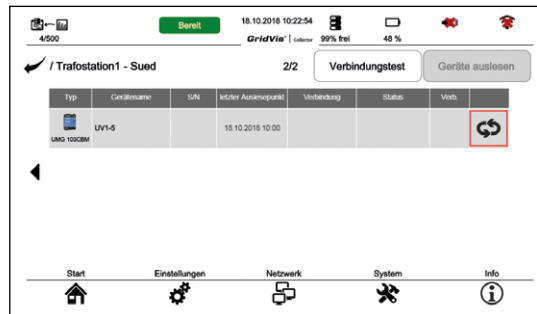 Bereit
18.10.2018 10:22:54
4/500
GridVis® | Collector
99% frei
48 %
/ Trafostation1 - Sued
2/2
Verbindungstest
Geräte auslesen
Typ
Gerätename
S/N
letzter Auslesepunkt
Verbindung
Status
Verb.
UMG 103CBM
UV1-5
18.10.2018 10:00
Start
Einstellungen
Netzwerk
System
Info